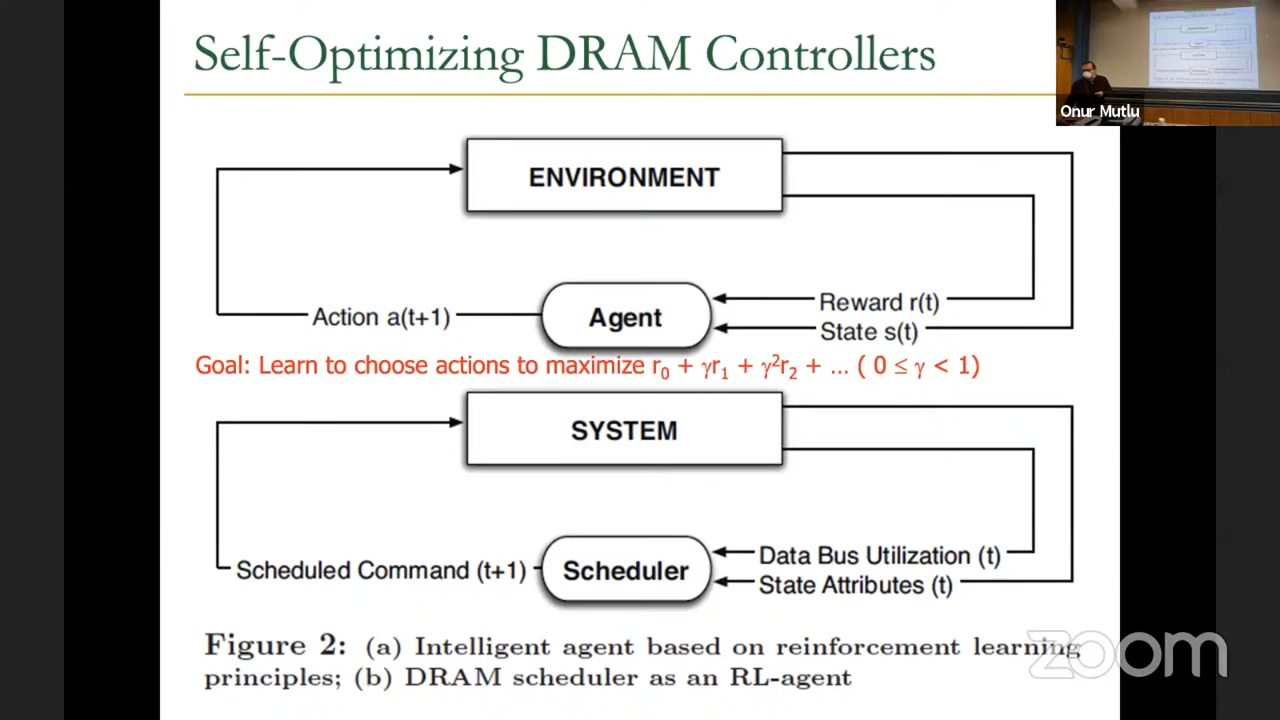 Self-Optimizing DRAM Controllers
Onur Mutlu
ENVIRONMENT
Agent
Action a(t+1)
Reward r(t)
State s(t)
Goal: Learn to choose actions to maximize r₀ + γr₁ + γ²r₂ + … ( 0 ≤ γ < 1)
SYSTEM
Scheduler
Scheduled Command (t+1)
Data Bus Utilization (t)
State Attributes (t)
Figure 2: (a) Intelligent agent based on reinforcement learning
principles; (b) DRAM scheduler as an RL-agent
zoom